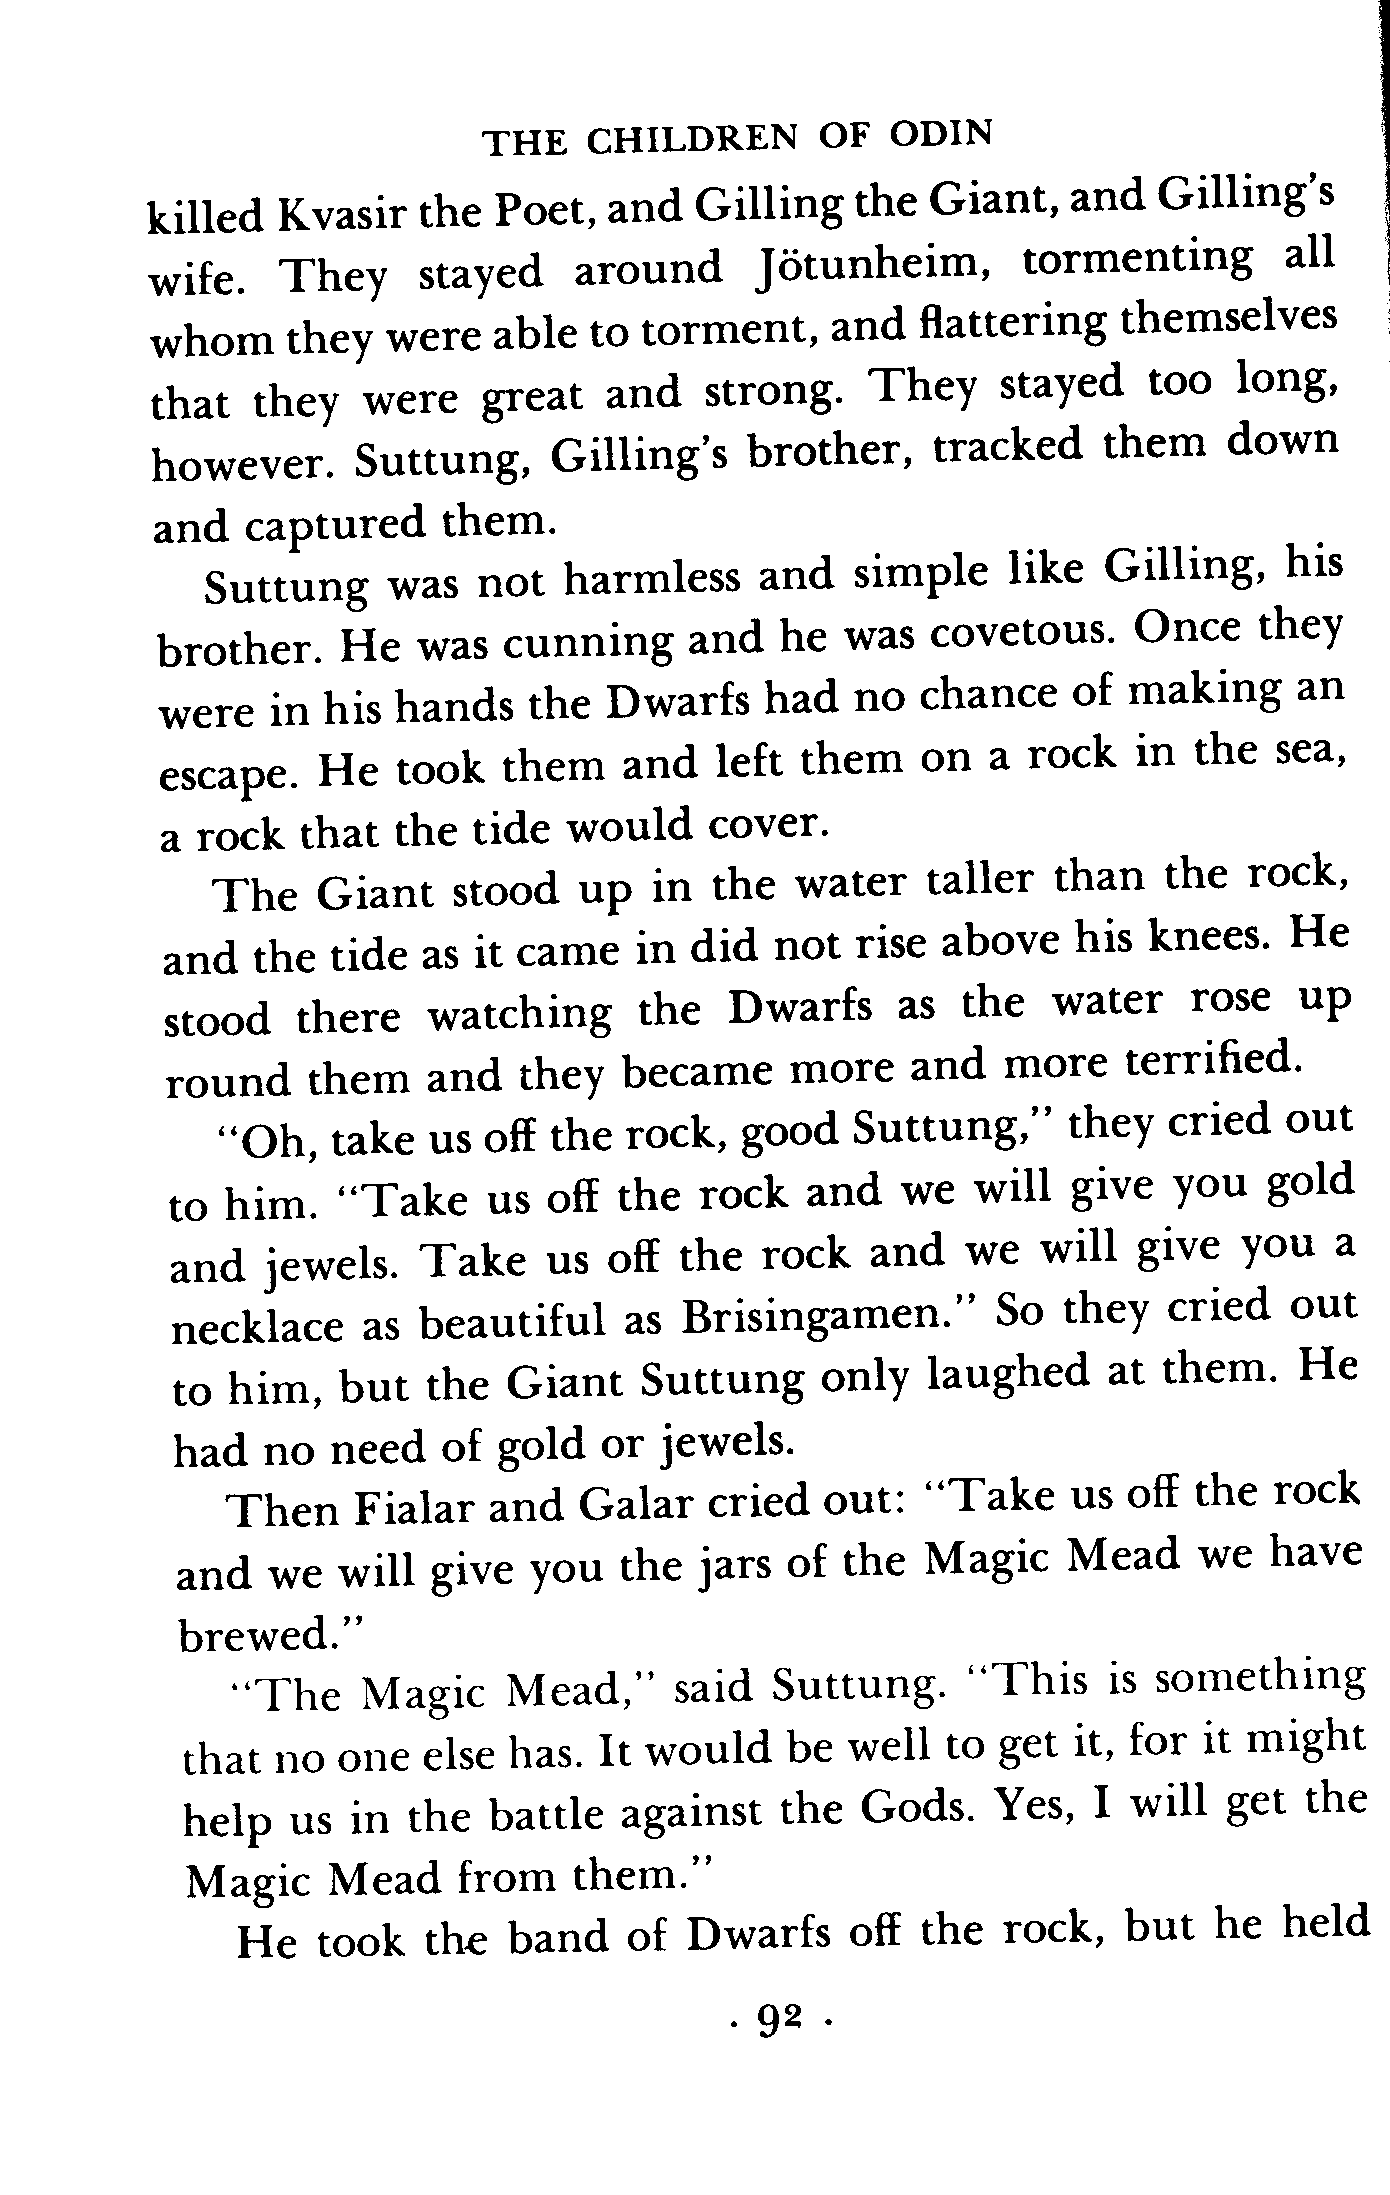 THE CHILDREN OF ODIN
killed Kvasir the Poet, and Gilling the Giant, and Gilling's
wife. They stayed around Jötunheim, tormenting all
whom they were able to torment, and flattering themselves
that they were great and strong. They stayed too long,
however. Suttung, Gilling's brother, tracked them down
and captured them.
Suttung was not harmless and simple like Gilling, his
brother. He was cunning and he was covetous. Once they
were in his hands the Dwarfs had no chance of making an
escape. He took them and left them on a rock in the sea,
a rock that the tide would cover.
The Giant stood up in the water taller than the rock,
and the tide as it came in did not rise above his knees. He
stood there watching the Dwarfs as the water rose up
round them and they became more and more terrified.
"Oh, take us off the rock, good Suttung," they cried out
to him. "Take us off the rock and we will give you gold
and jewels. Take us off the rock and we will give you a
necklace as beautiful as Brisingamen." So they cried out
to him, but the Giant Suttung only laughed at them. He
had no need of gold or jewels.
Then Fialar and Galar cried out: "Take us off the rock
and we will give you the jars of the Magic Mead we have
brewed."
"The Magic Mead," said Suttung. "This is something
that no one else has. It would be well to get it, for it might
help us in the battle against the Gods. Yes, I will get the
Magic Mead from them."
He took the band of Dwarfs off the rock, but he held
· 92 ·